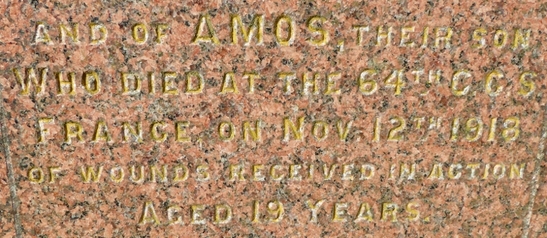 AND OF AMOS, THEIR SON
WHO DIED AT THE 64TH C.C.S
FRANCE, ON NOV. 12TH 1918
OF WOUNDS RECEIVED IN ACTION
AGED 19 YEARS.